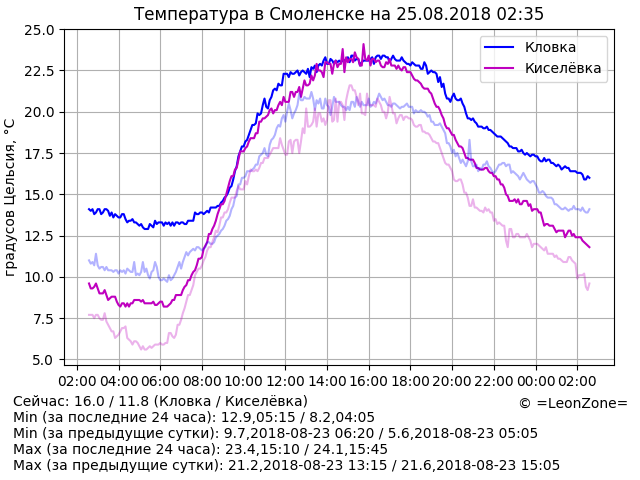 Температура в Смоленске на 25.08.2018 02:35
градусов Цельсия, °C
25.0
22.5
20.0
17.5
15.0
12.5
10.0
7.5
5.0
Кловка
Киселёвка
02:00 04:00 06:00 08:00 10:00 12:00 14:00 16:00 18:00 20:00 22:00 00:00 02:00
Сейчас: 16.0 / 11.8 (Кловка / Киселёвка)
© =LeonZone=
Min (за последние 24 часа): 12.9,05:15 / 8.2,04:05
Min (за предыдущие сутки): 9.7,2018-08-23 06:20 / 5.6,2018-08-23 05:05
Max (за последние 24 часа): 23.4,15:10 / 24.1,15:45
Max (за предыдущие сутки): 21.2,2018-08-23 13:15 / 21.6,2018-08-23 15:05